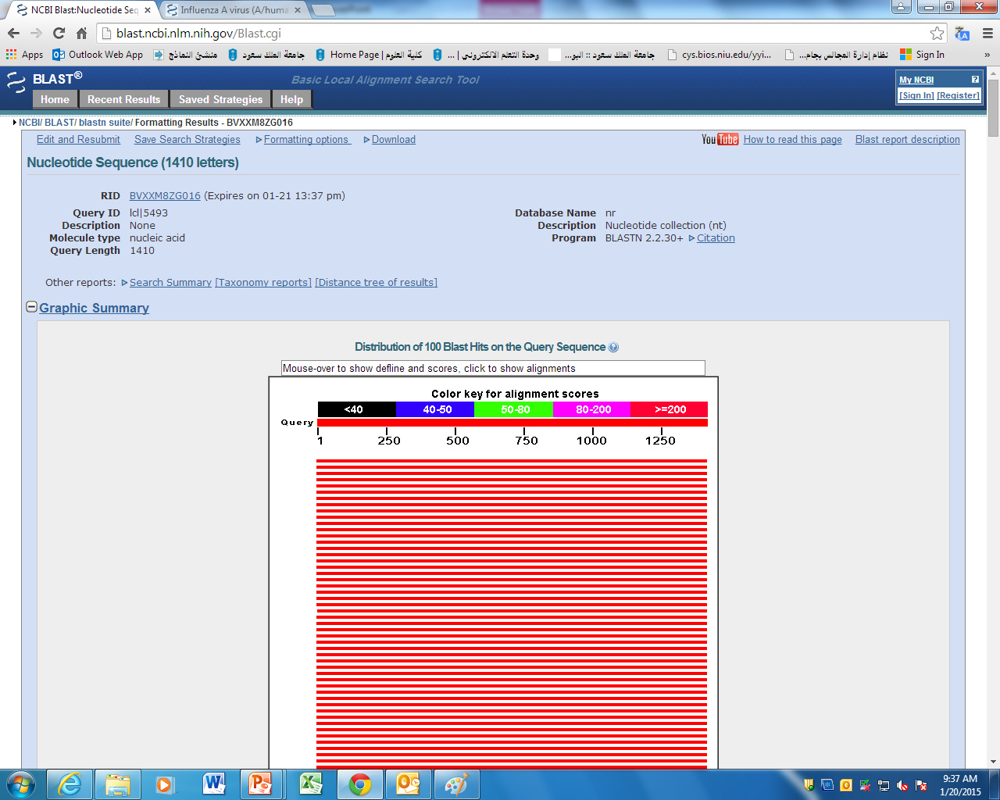 NCBI Blast:Nucleotide Seq
Influenza A virus (A/huma
blast.ncbi.nlm.nih.gov/Blast.cgi
Apps Outlook Web App منشئ النماذج جامعة الملك سعود Home Page | كلية العلوم وحدة التعلم الالكتروني | ... جامعة الملك سعود :: البو... cys.bios.niu.edu/yyi... نظام إدارة المجالس بجام... Sign In »
BLAST® Basic Local Alignment Search Tool
My NCBI ?
[Sign In] [Register]
Home Recent Results Saved Strategies Help
NCBI/ BLAST/ blastn suite/ Formatting Results - BVXXM8ZG016
Edit and Resubmit Save Search Strategies Formatting options Download YouTube How to read this page Blast report description
Nucleotide Sequence (1410 letters)
RID BVXXM8ZG016 (Expires on 01-21 13:37 pm)
Query ID lcl|5493
Description None
Molecule type nucleic acid
Query Length 1410
Database Name nr
Description Nucleotide collection (nt)
Program BLASTN 2.2.30+ Citation
Other reports: Search Summary [Taxonomy reports] [Distance tree of results]
Graphic Summary
Distribution of 100 Blast Hits on the Query Sequence ?
Mouse-over to show defline and scores, click to show alignments
Color key for alignment scores
<40 40-50 50-80 80-200 >=200
Query
1 250 500 750 1000 1250
9:37 AM
1/20/2015